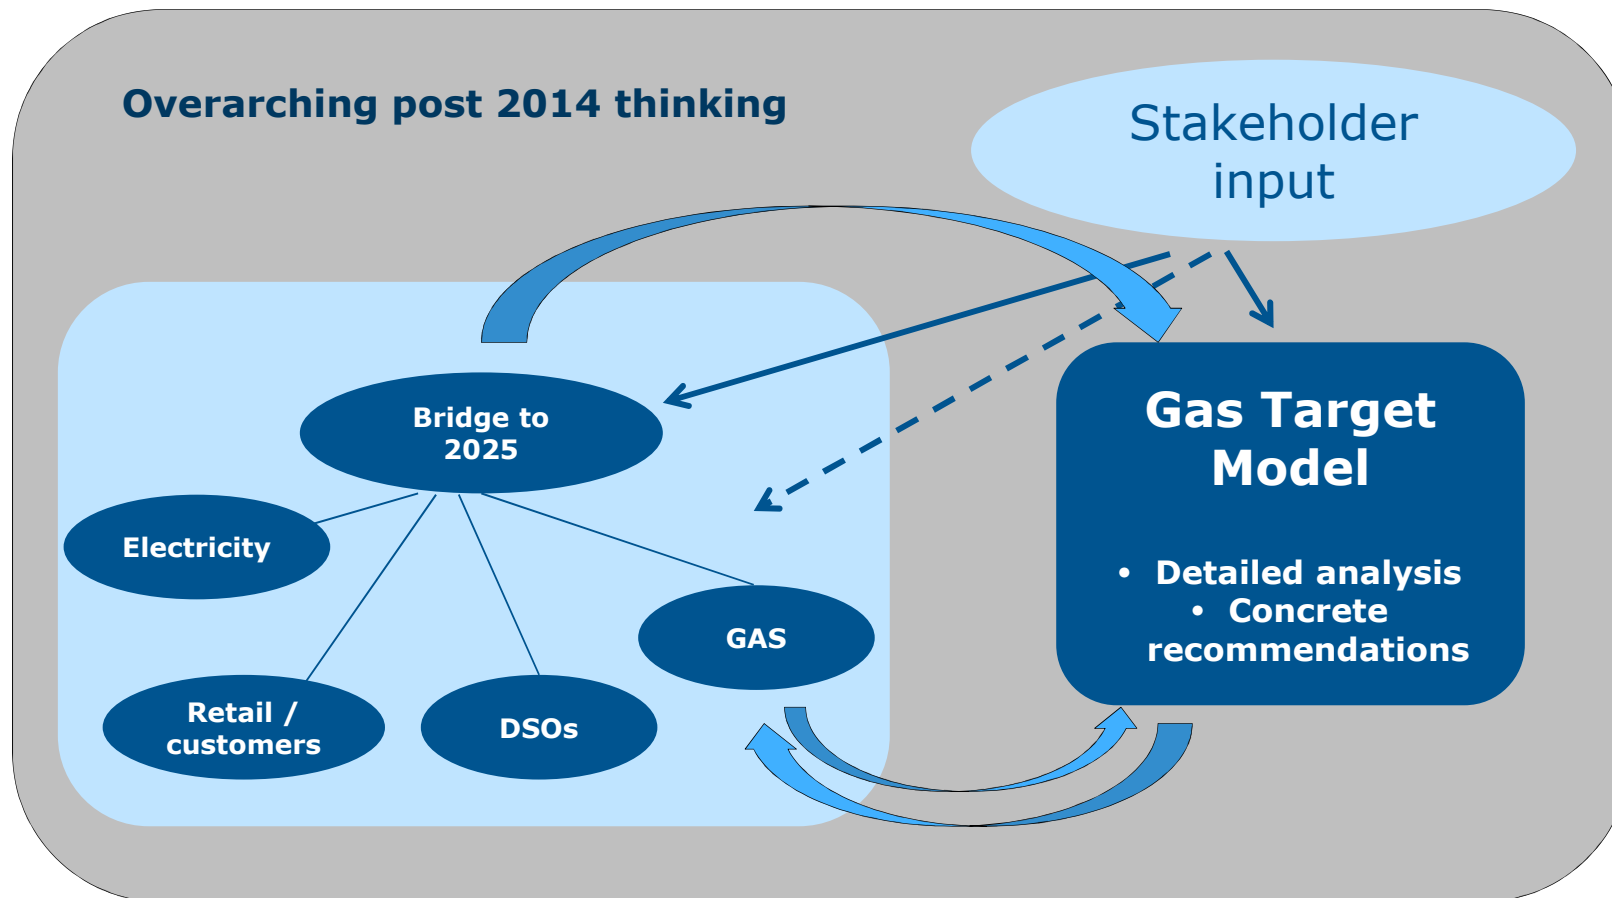 Overarching post 2014 thinking
Stakeholder
input
Bridge to
2025
Electricity
Retail /
customers
DSOs
GAS
Gas Target
Model
• Detailed analysis
• Concrete
recommendations